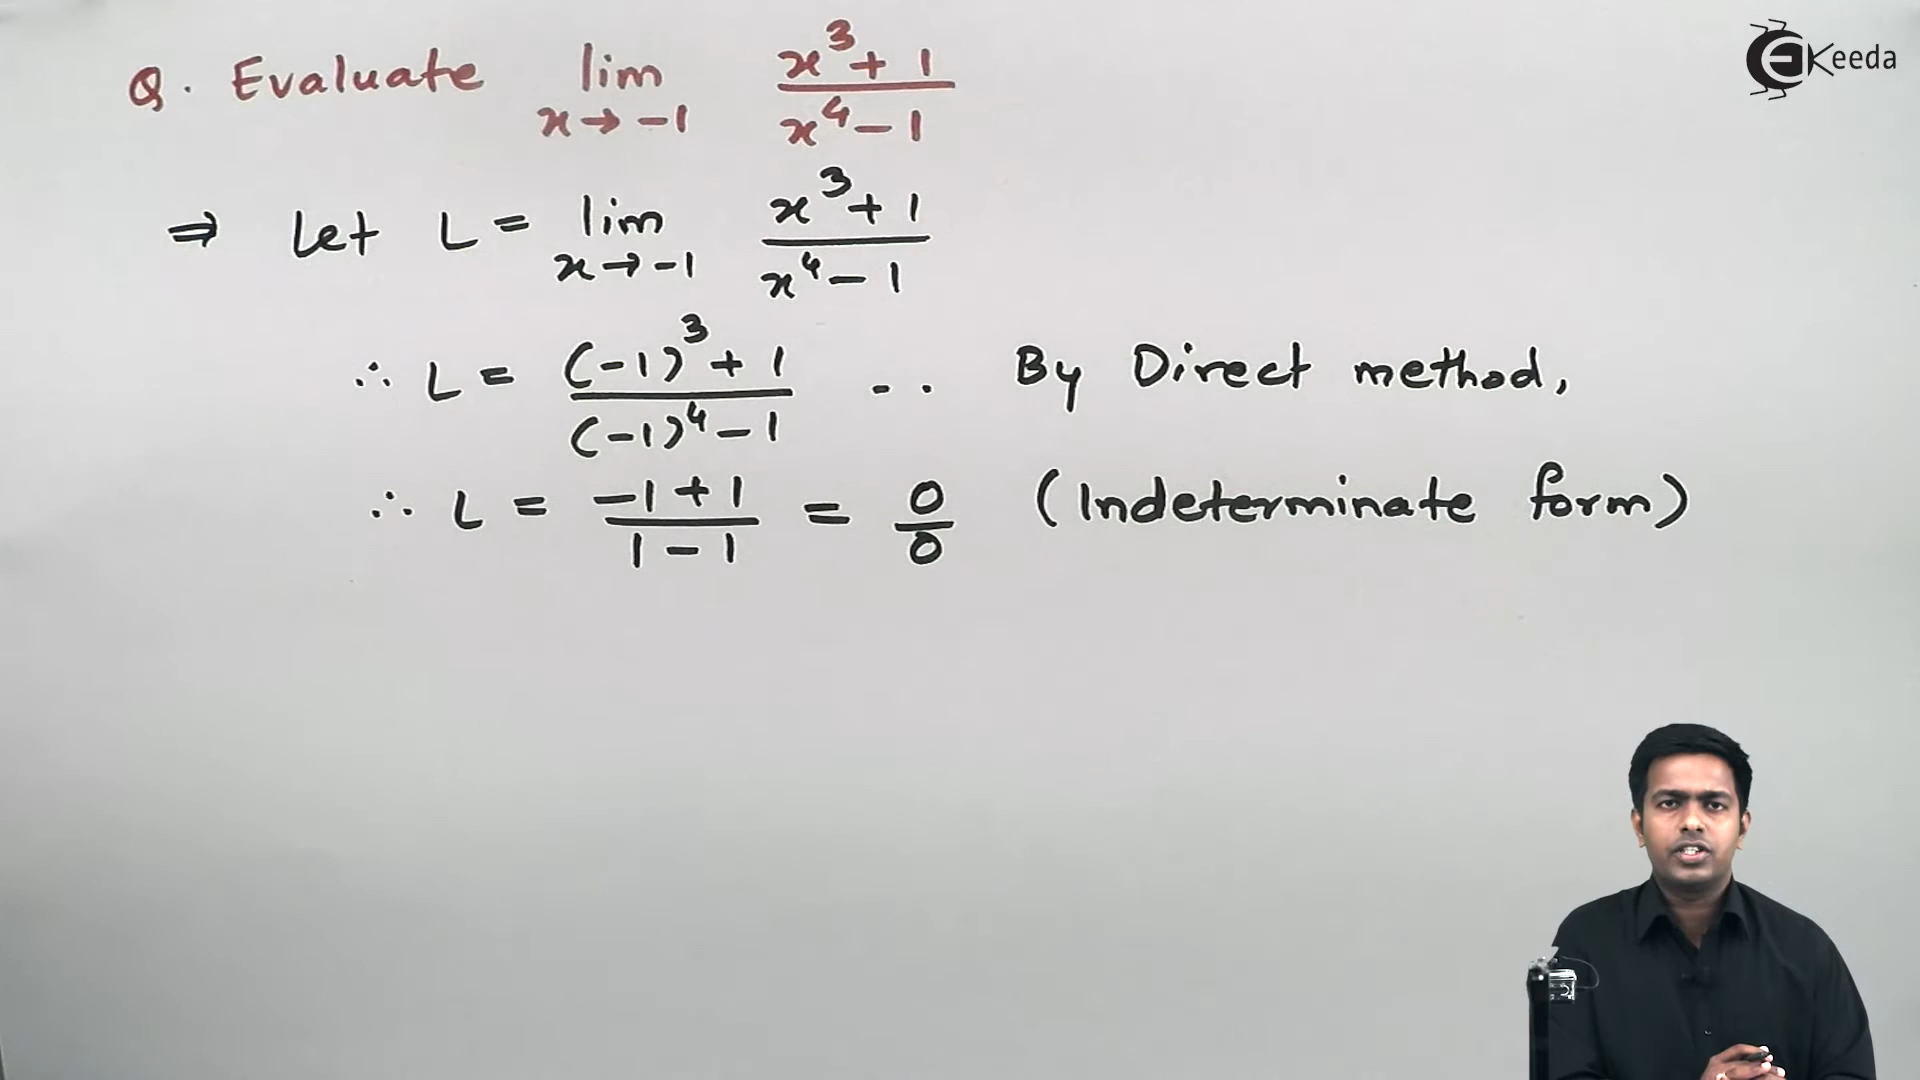 Q. Evaluate lim x→-1 x³+1/x⁴-1
⇒ Let L = lim x→-1 x³+1/x⁴-1
∴ L = (-1)³+1/(-1)⁴-1 .. By Direct method,
∴ L = -1+1/1-1 = 0/0 (Indeterminate form)
EKeeda